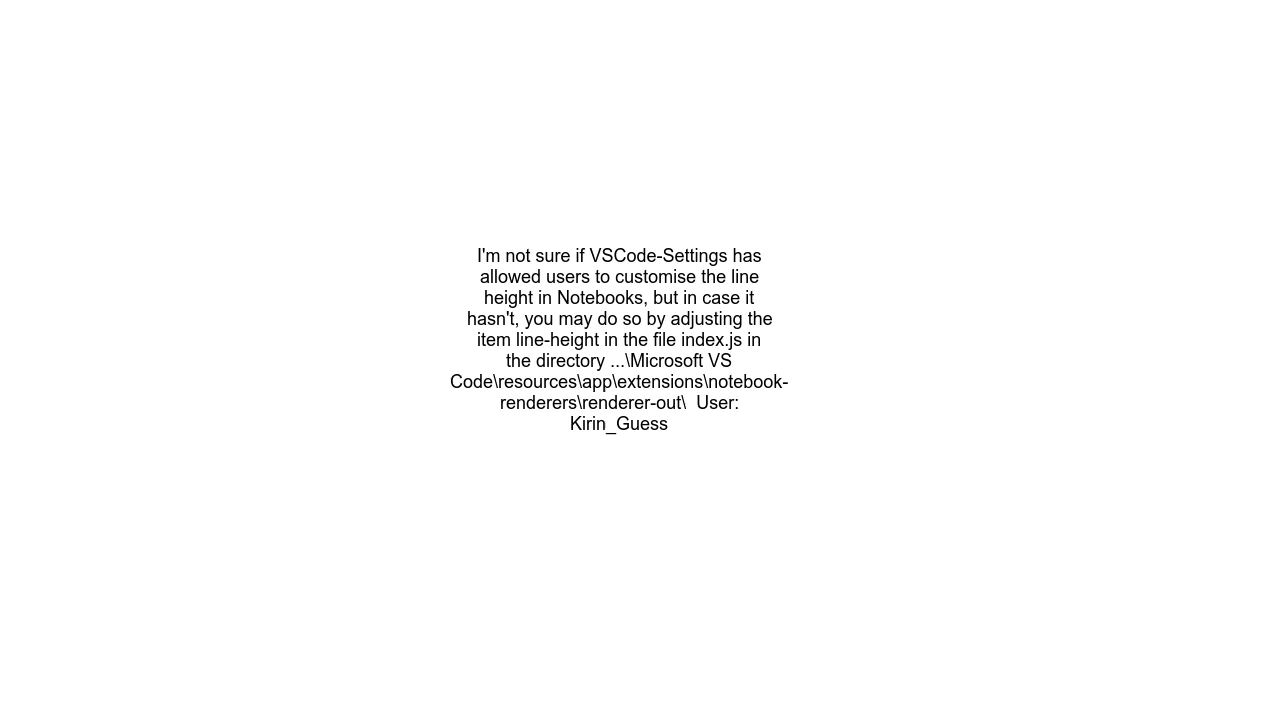 I'm not sure if VSCode-Settings has
allowed users to customise the line
height in Notebooks, but in case it
hasn't, you may do so by adjusting the
item line-height in the file index.js in
the directory ...\Microsoft VS
Code\resources\app\extensions\notebook-
renderers\renderer-out\  User:
Kirin_Guess